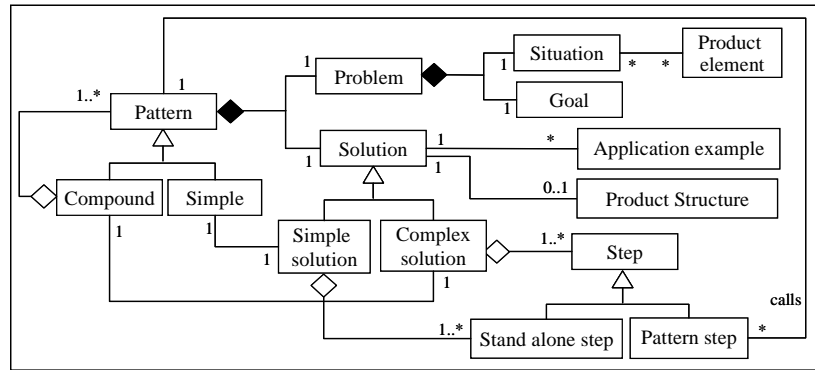 1
Situation
Product
element
1
Problem
1
*
*
1..*
1
Pattern
Goal
1
Solution
1
*
Application example
1
1
0..1
Product Structure
Compound
Simple
1
1
1
Simple
solution
Complex
solution
1
1..*
Step
calls
1..*
Stand alone step
Pattern step
*